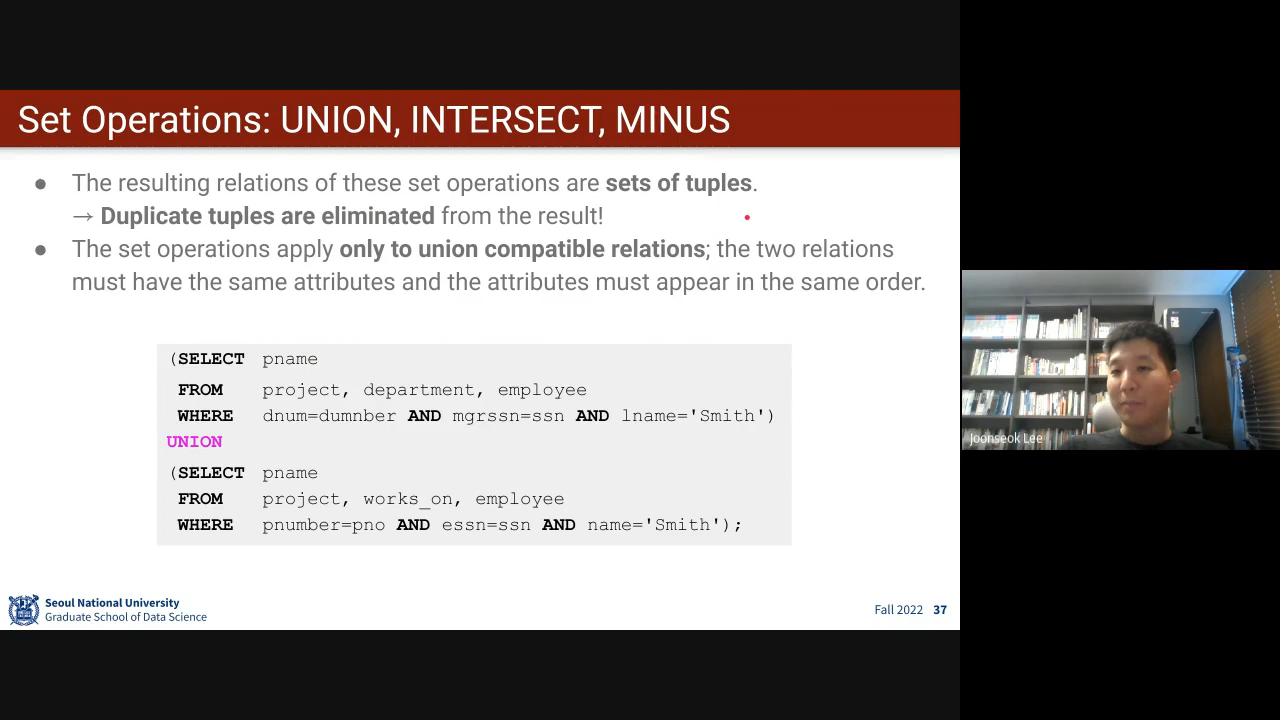 Set Operations: UNION, INTERSECT, MINUS
● The resulting relations of these set operations are sets of tuples.
→ Duplicate tuples are eliminated from the result!
● The set operations apply only to union compatible relations; the two relations
must have the same attributes and the attributes must appear in the same order.
(SELECT pname
FROM project, department, employee
WHERE dnum=dumnber AND mgrssn=ssn AND lname='Smith')
UNION
(SELECT pname
FROM project, works_on, employee
WHERE pnumber=pno AND essn=ssn AND name='Smith');
Joonseok Lee
Seoul National University
Graduate School of Data Science
Fall 2022 37